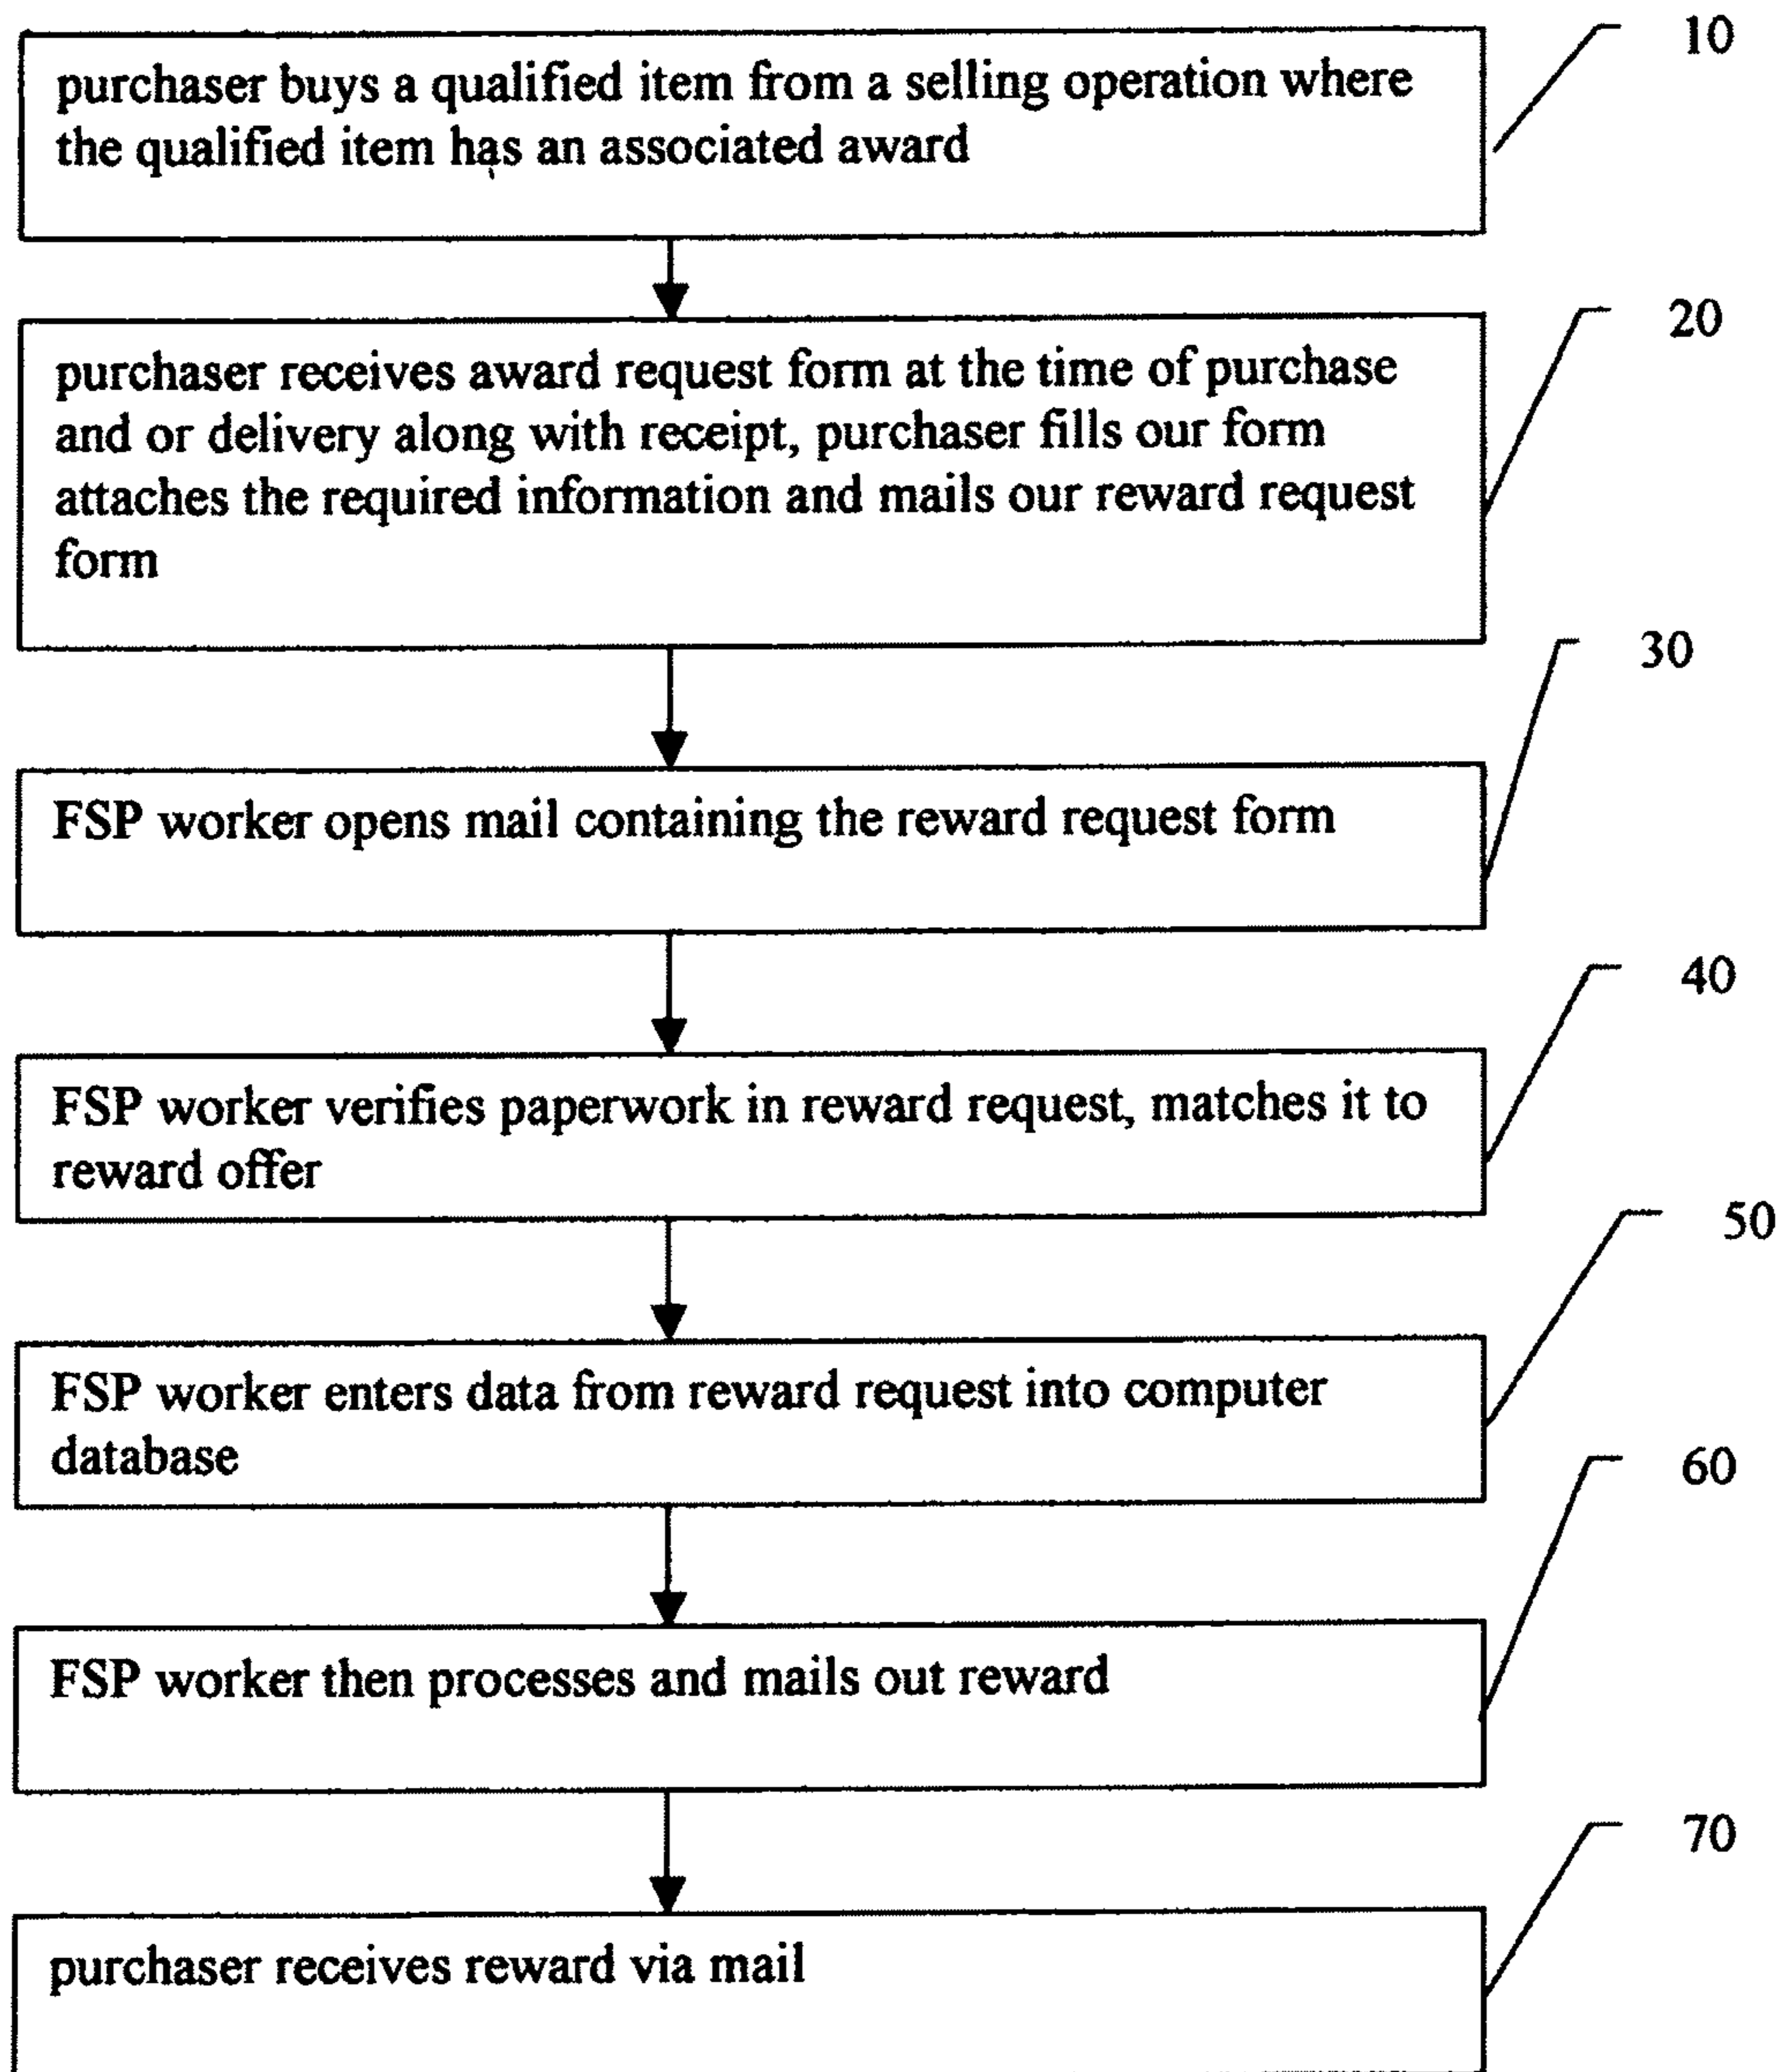 10
purchaser buys a qualified item from a selling operation where
the qualified item has an associated award
20
purchaser receives award request form at the time of purchase
and or delivery along with receipt, purchaser fills our form
attaches the required information and mails our reward request
form
30
FSP worker opens mail containing the reward request form
40
FSP worker verifies paperwork in reward request, matches it to
reward offer
50
FSP worker enters data from reward request into computer
database
60
FSP worker then processes and mails out reward
70
purchaser receives reward via mail